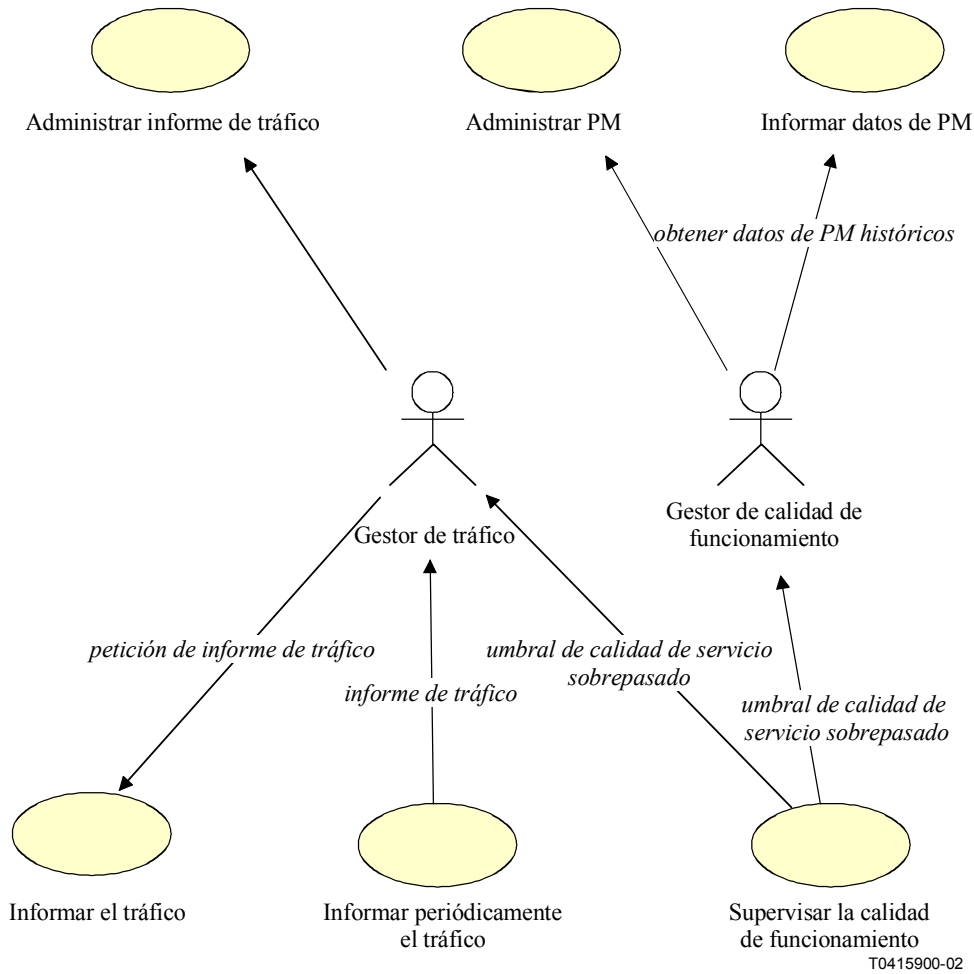 Administrar informe de tráfico
Administrar PM
Informar datos de PM
obtener datos de PM históricos
Gestor de tráfico
Gestor de calidad de
funcionamiento
petición de informe de tráfico
informe de tráfico
umbral de calidad de servicio
sobrepasado
umbral de calidad de
servicio sobrepasado
Informar el tráfico
Informar periódicamente
el tráfico
Supervisar la calidad
de funcionamiento
T0415900-02